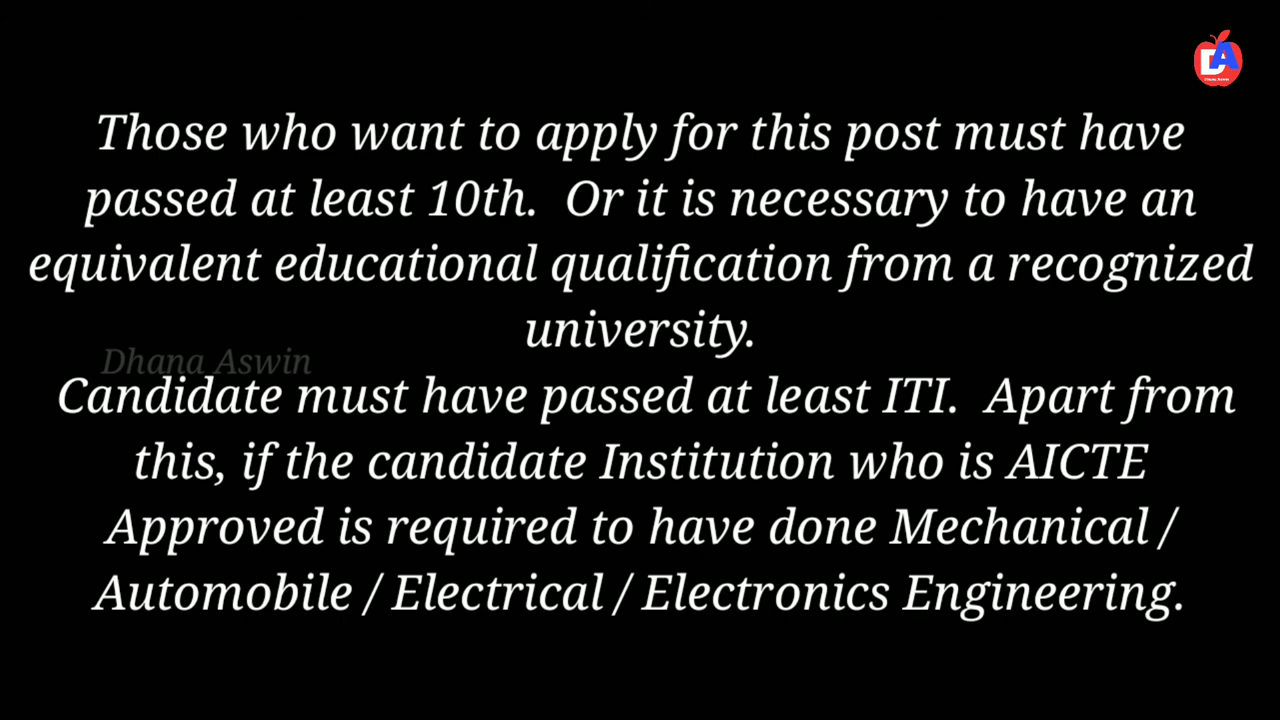 DA
Dhana Aswin
Those who want to apply for this post must have
passed at least 10th.  Or it is necessary to have an
equivalent educational qualification from a recognized
university.
Dhana Aswin
Candidate must have passed at least ITI.  Apart from
this, if the candidate Institution who is AICTE
Approved is required to have done Mechanical /
Automobile / Electrical / Electronics Engineering.